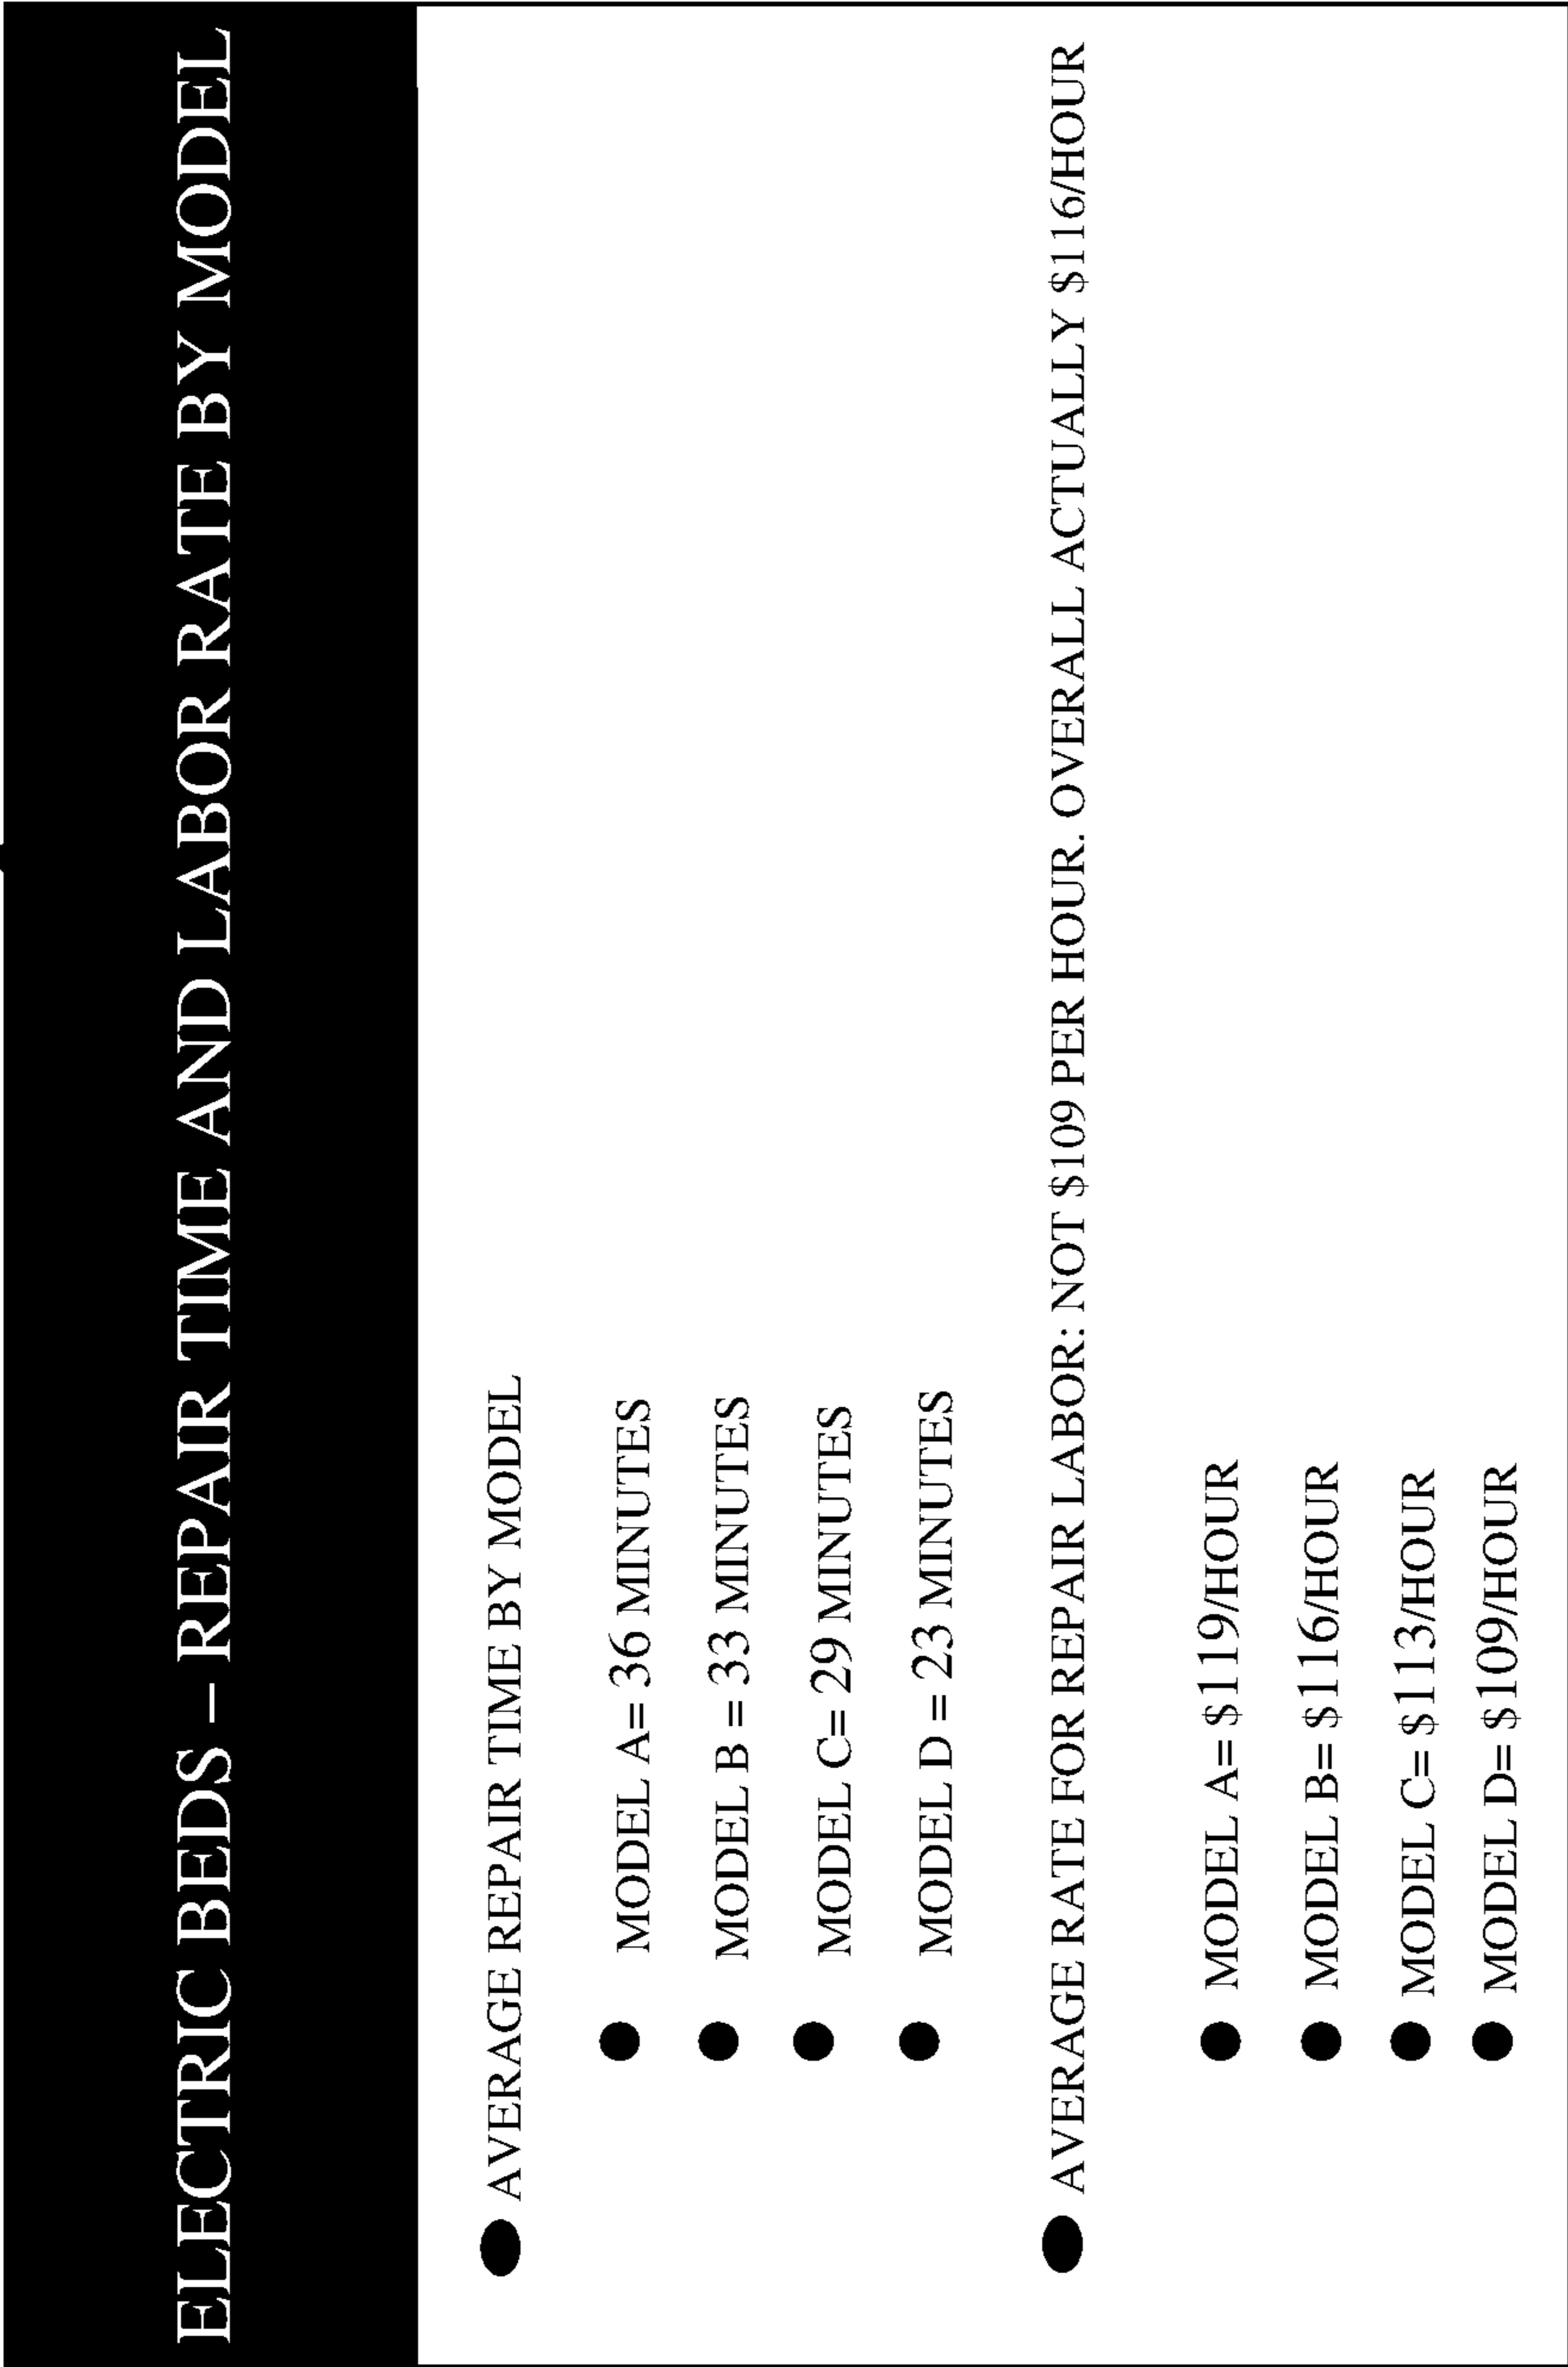 ELECTRIC BEDS – REPAIR TIME AND LABOR RATE BY MODEL
AVERAGE REPAIR TIME BY MODEL
MODEL A= 36 MINUTES
MODEL B = 33 MINUTES
MODEL C= 29 MINUTES
MODEL D = 23 MINUTES
AVERAGE RATE FOR REPAIR LABOR: NOT $109 PER HOUR. OVERALL ACTUALLY $116/HOUR
MODEL A= $119/HOUR
MODEL B= $116/HOUR
MODEL C= $113/HOUR
MODEL D= $109/HOUR